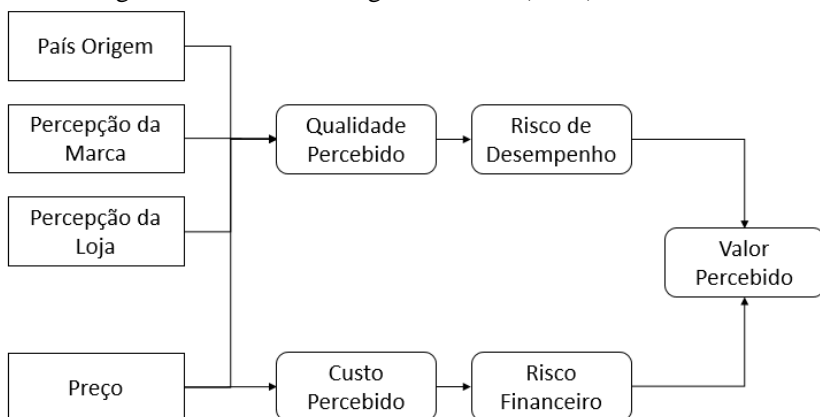 País Origem
Percepção da
Marca
Qualidade
Percebido
Risco de
Desempenho
Percepção da
Loja
Valor
Percebido
Preço
Custo
Percebido
Risco
Financeiro